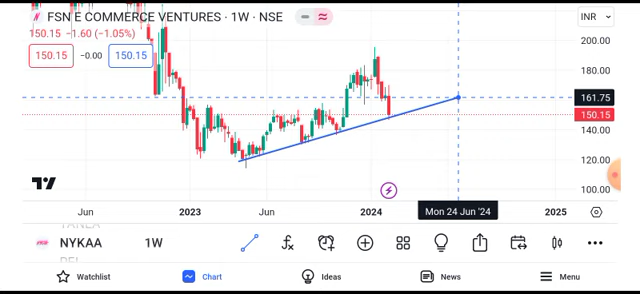 FSN E COMMERCE VENTURES · 1W · NSE
INR
150.15 −1.60 (−1.05%)
150.15 −0.00 150.15
200.00
180.00
161.75
150.15
140.00
120.00
100.00
Jun 2023 Jun 2024 Mon 24 Jun '24 2025
NYKAA 1W
Watchlist Chart Ideas News Menu